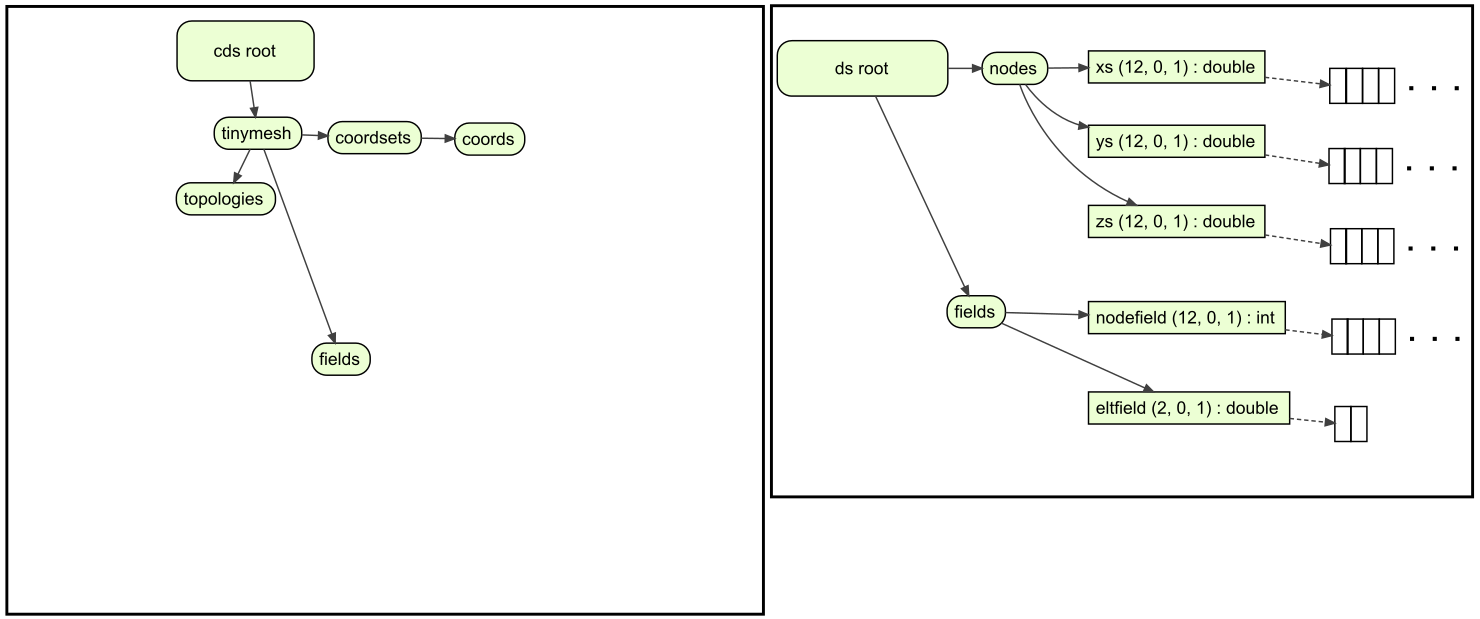 cds root
tinymesh
coordsets
coords
topologies
fields
ds root
nodes
xs (12, 0, 1) : double
ys (12, 0, 1) : double
zs (12, 0, 1) : double
fields
nodefield (12, 0, 1) : int
eltfield (2, 0, 1) : double